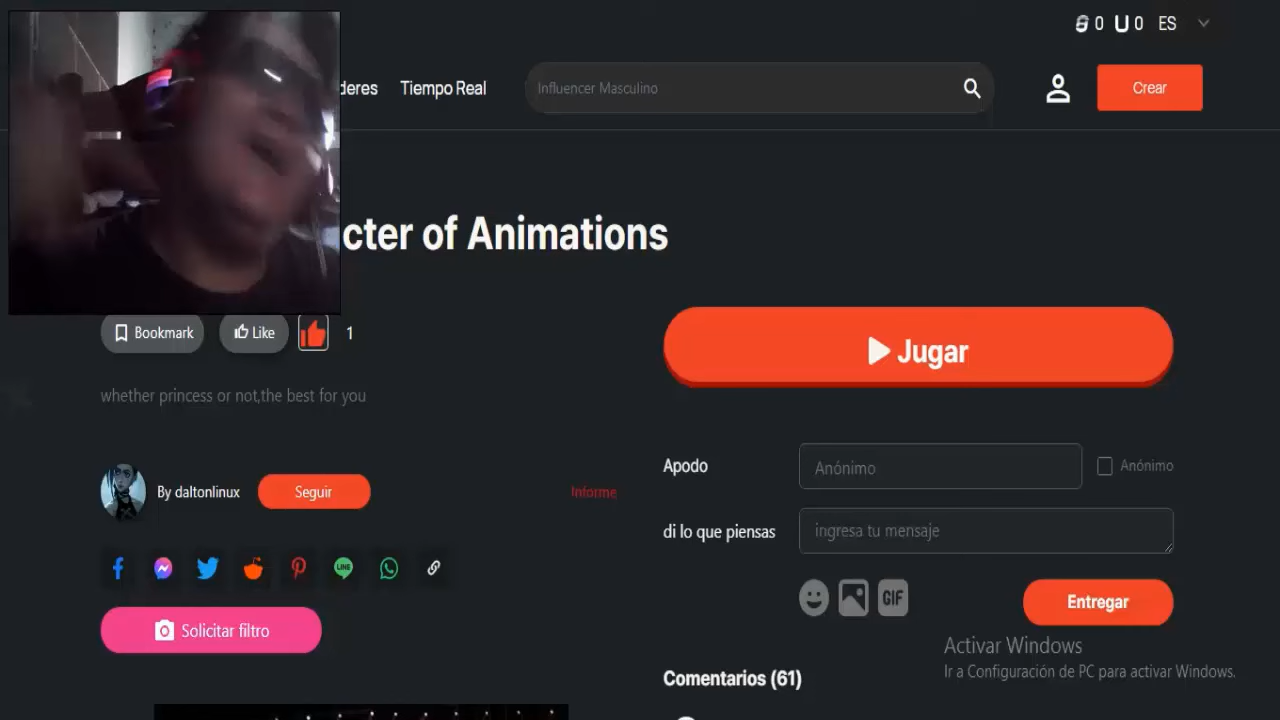 0 0 ES
deres Tiempo Real Influencer Masculino Crear
cter of Animations
Bookmark Like 1
Jugar
whether princess or not,the best for you
Apodo Anónimo Anónimo
By daltonlinux Seguir Informe
di lo que piensas ingresa tu mensaje
LINE
GIF Entregar
Solicitar filtro
Activar Windows
Ir a Configuración de PC para activar Windows.
Comentarios (61)